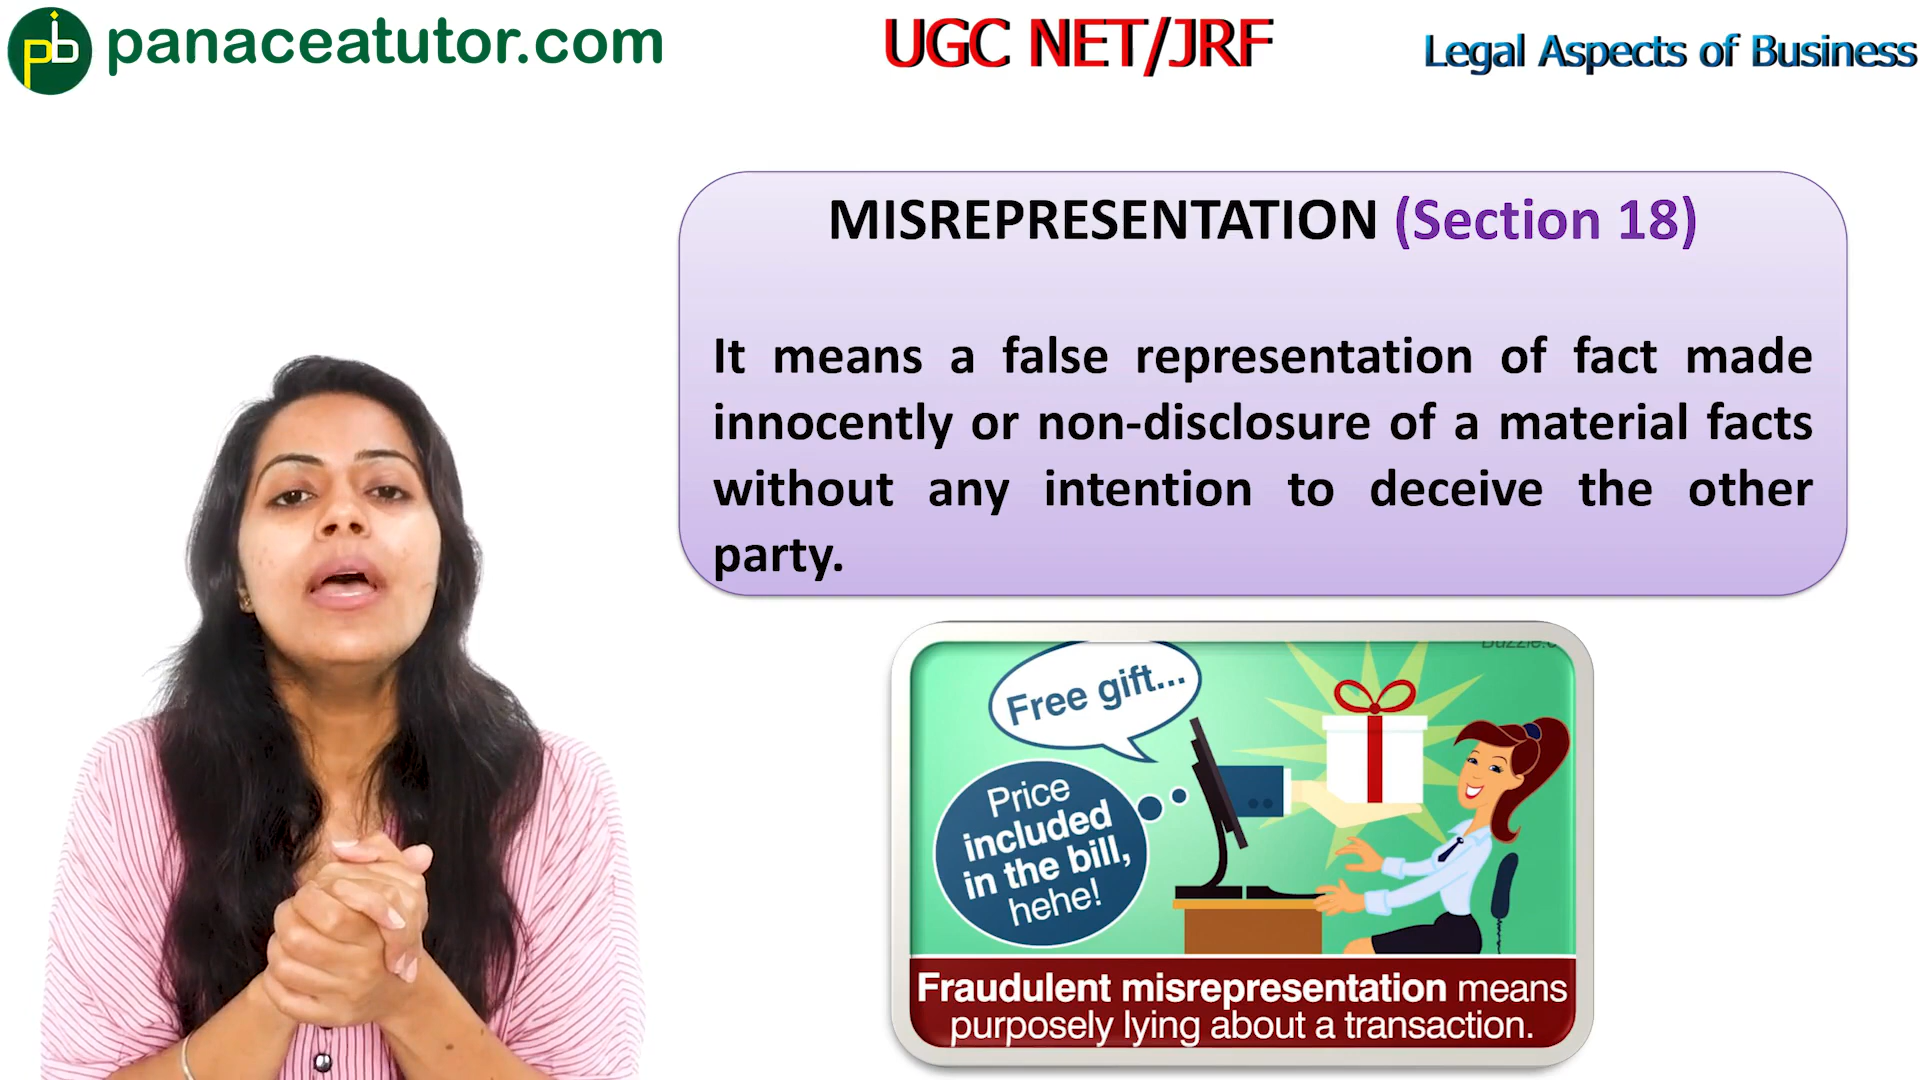 panaceatutor.com
UGC NET/JRF
Legal Aspects of Business
MISREPRESENTATION (Section 18)
It means a false representation of fact made
innocently or non-disclosure of a material facts
without any intention to deceive the other
party.
Free gift...
Price
included
in the bill,
hehe!
Fraudulent misrepresentation means
purposely lying about a transaction.